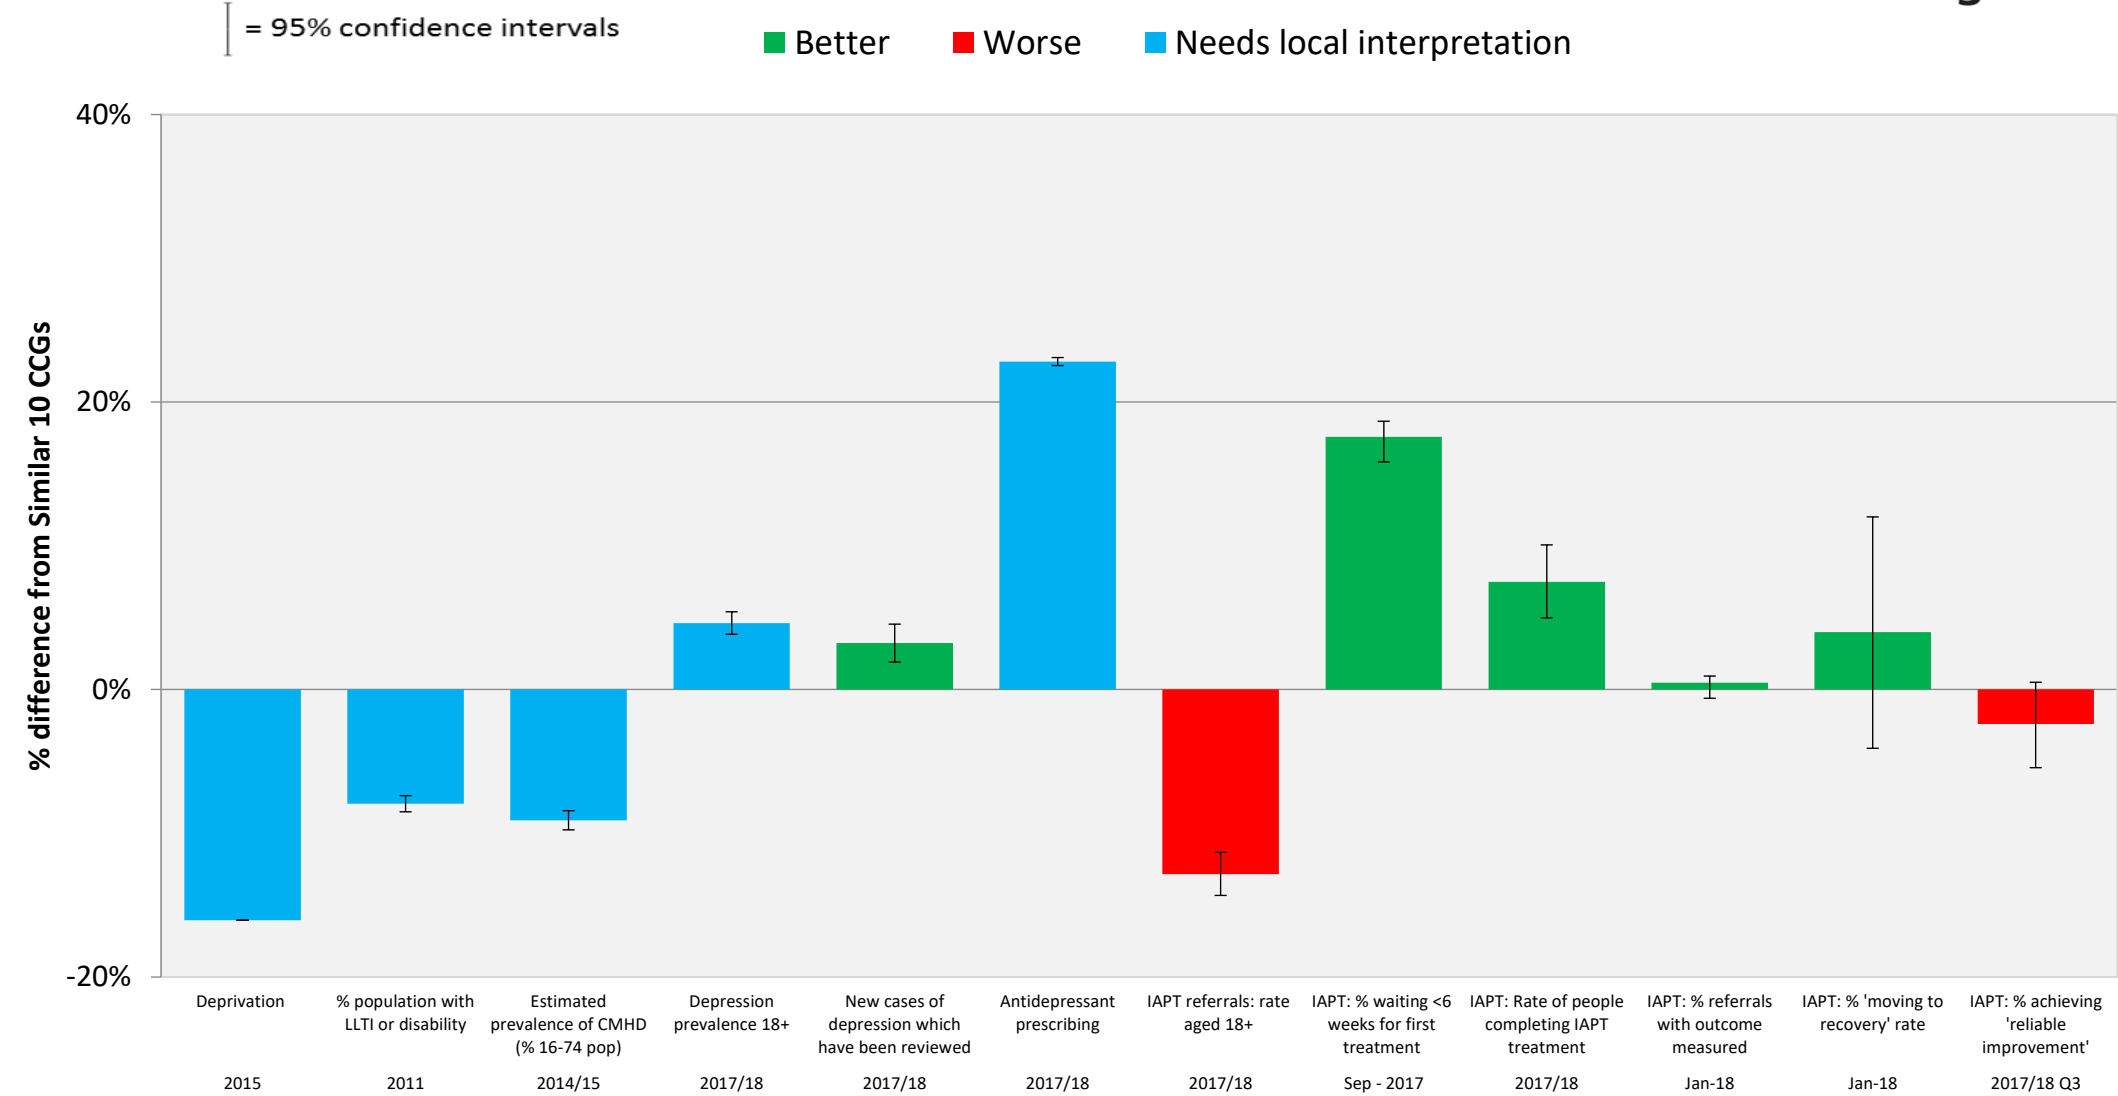 = 95% confidence intervals
Better Worse Needs local interpretation
% difference from Similar 10 CCGs
40%
20%
0%
-20%
Deprivation
2015
% population with
LLTI or disability
2011
Estimated
prevalence of CMHD
(% 16-74 pop)
2014/15
Depression
prevalence 18+
2017/18
New cases of
depression which
have been reviewed
2017/18
Antidepressant
prescribing
2017/18
IAPT referrals: rate
aged 18+
2017/18
IAPT: % waiting <6
weeks for first
treatment
Sep - 2017
IAPT: Rate of people
completing IAPT
treatment
2017/18
IAPT: % referrals
with outcome
measured
Jan-18
IAPT: % 'moving to
recovery' rate
Jan-18
IAPT: % achieving
'reliable
improvement'
2017/18 Q3